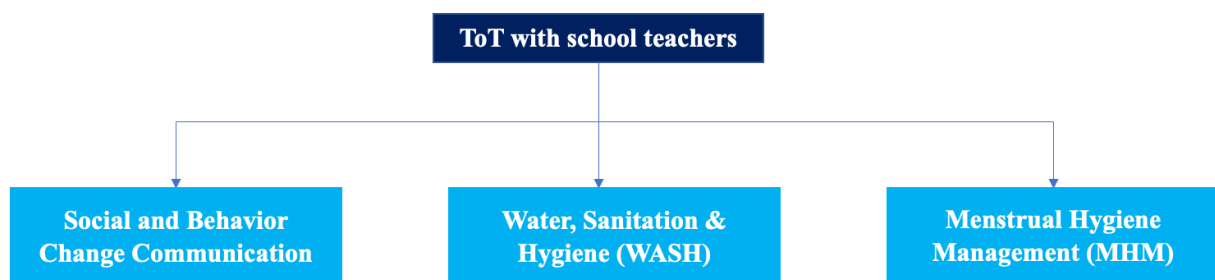 ToT with school teachers
Social and Behavior
Change Communication
Water, Sanitation &
Hygiene (WASH)
Menstrual Hygiene
Management (MHM)